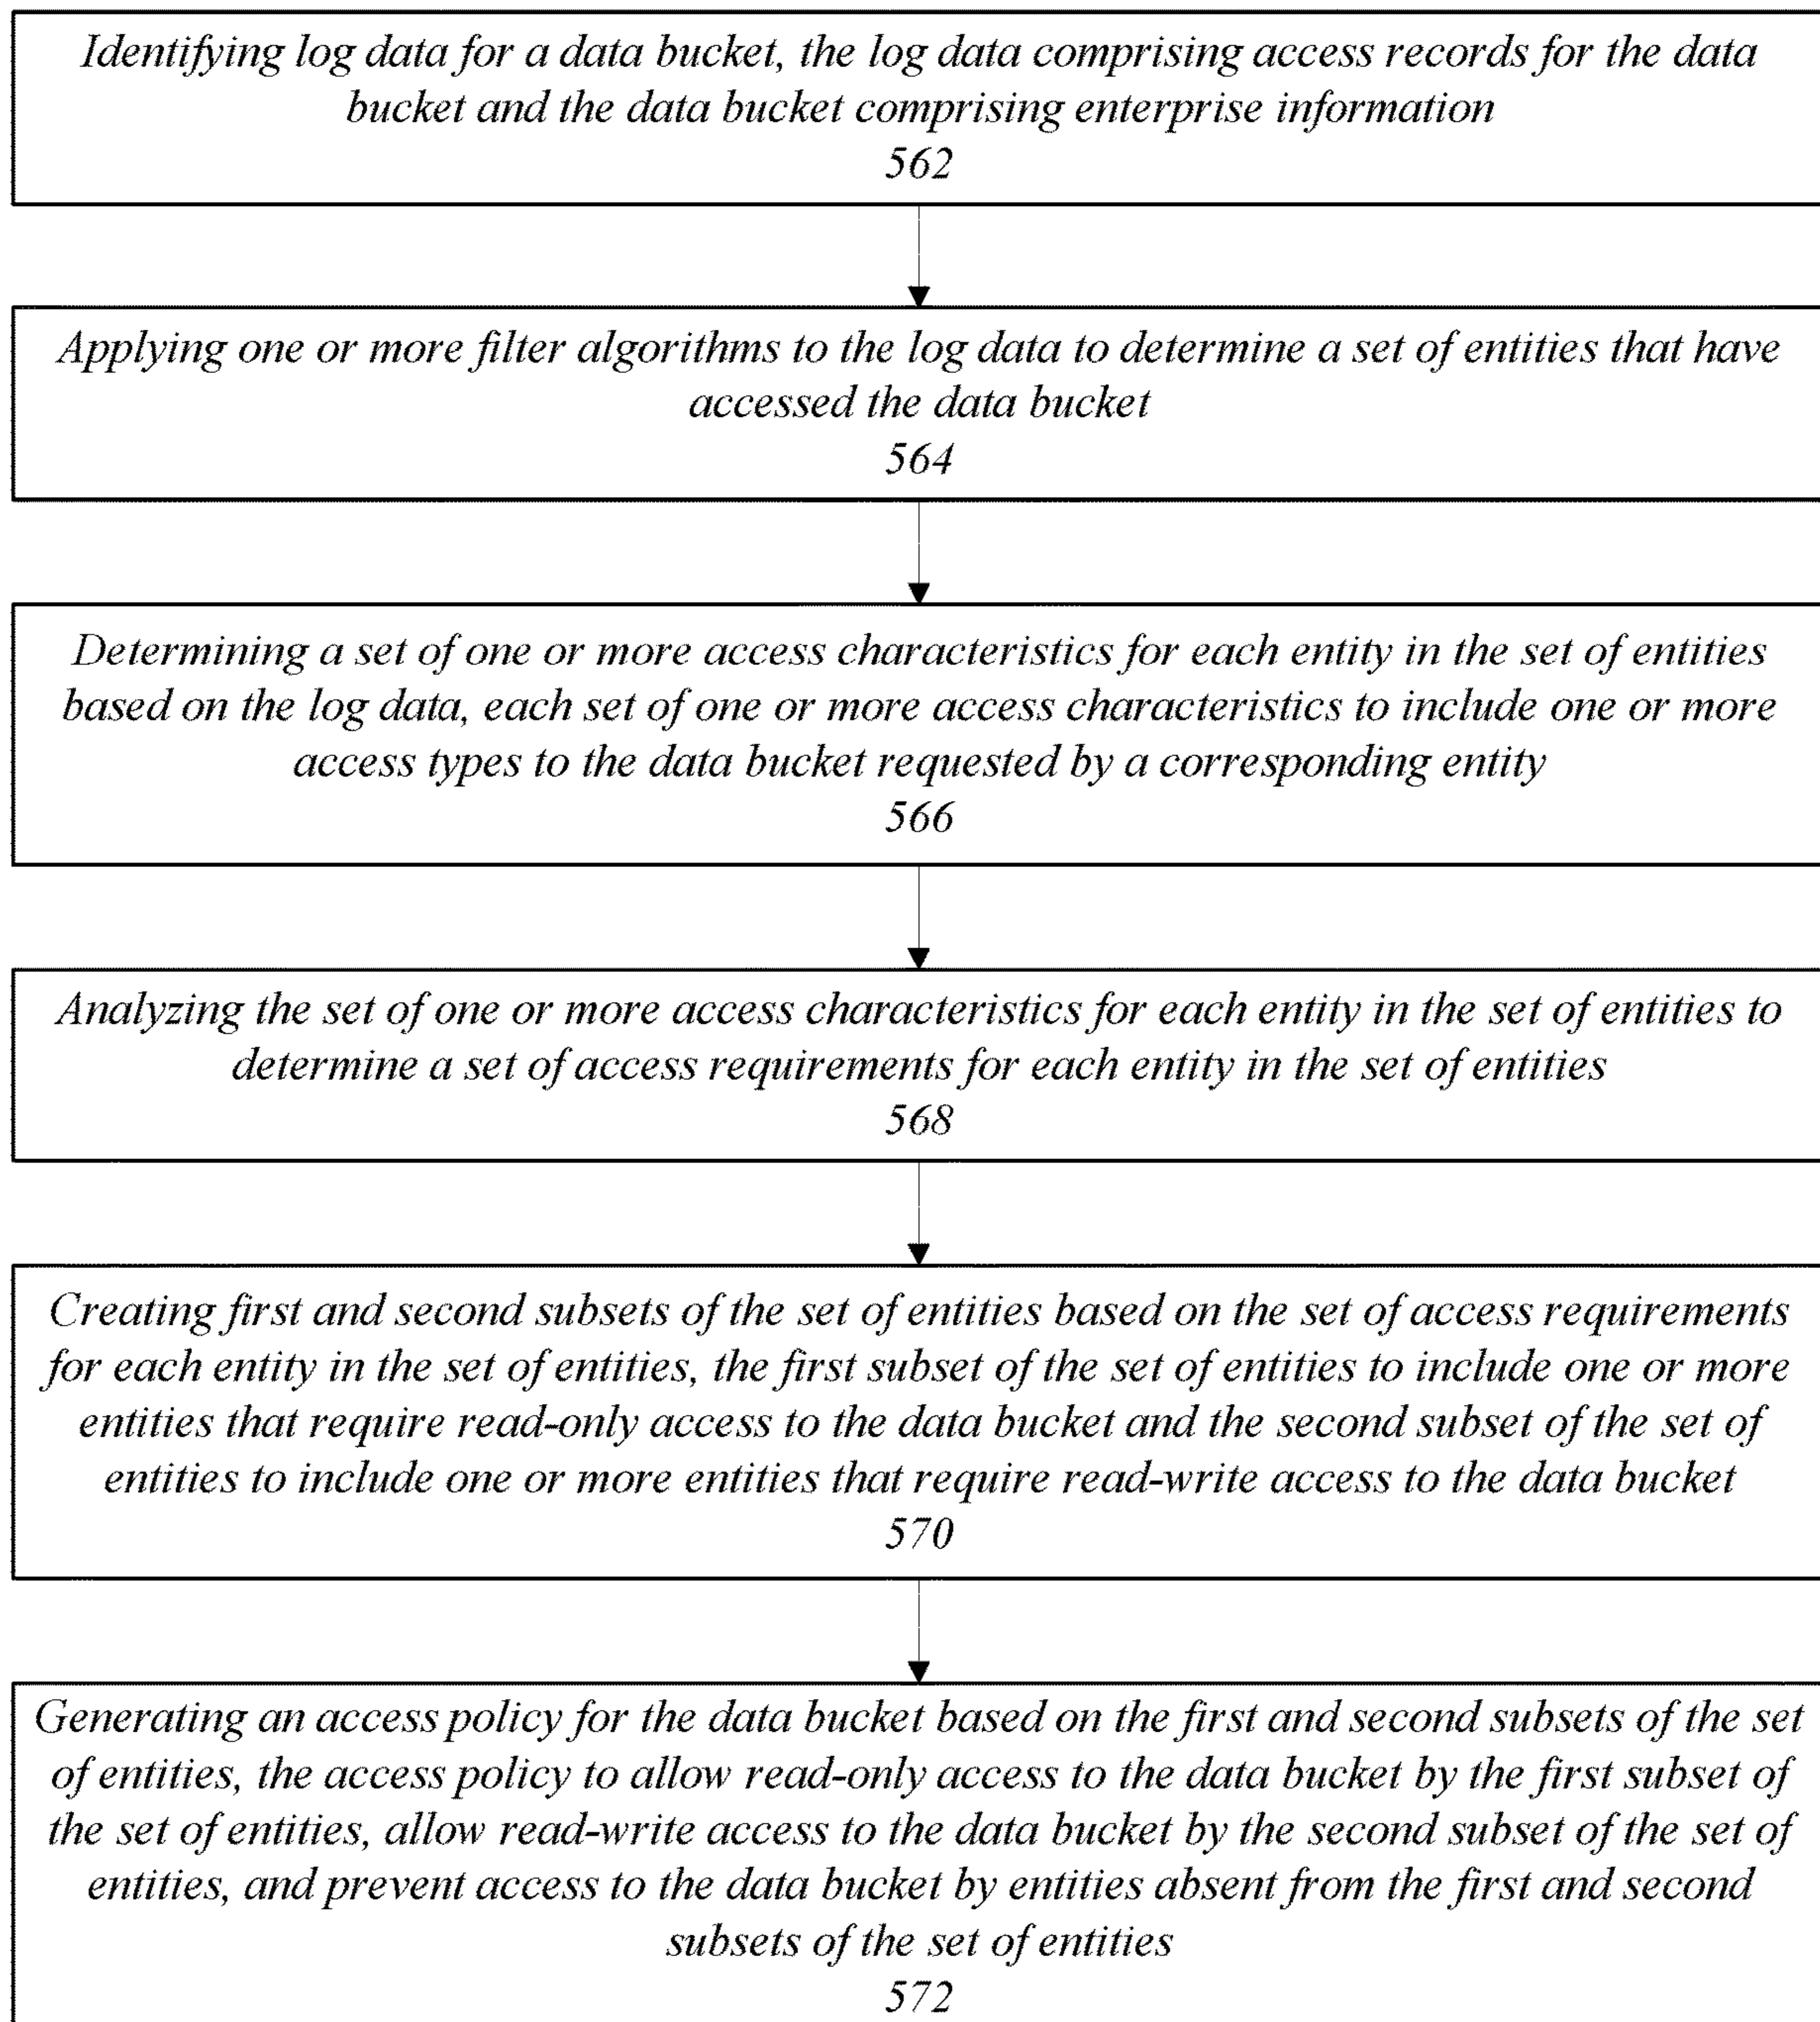 Identifying log data for a data bucket, the log data comprising access records for the data
bucket and the data bucket comprising enterprise information
562
Applying one or more filter algorithms to the log data to determine a set of entities that have
accessed the data bucket
564
Determining a set of one or more access characteristics for each entity in the set of entities
based on the log data, each set of one or more access characteristics to include one or more
access types to the data bucket requested by a corresponding entity
566
Analyzing the set of one or more access characteristics for each entity in the set of entities to
determine a set of access requirements for each entity in the set of entities
568
Creating first and second subsets of the set of entities based on the set of access requirements
for each entity in the set of entities, the first subset of the set of entities to include one or more
entities that require read-only access to the data bucket and the second subset of the set of
entities to include one or more entities that require read-write access to the data bucket
570
Generating an access policy for the data bucket based on the first and second subsets of the set
of entities, the access policy to allow read-only access to the data bucket by the first subset of
the set of entities, allow read-write access to the data bucket by the second subset of the set of
entities, and prevent access to the data bucket by entities absent from the first and second
subsets of the set of entities
572